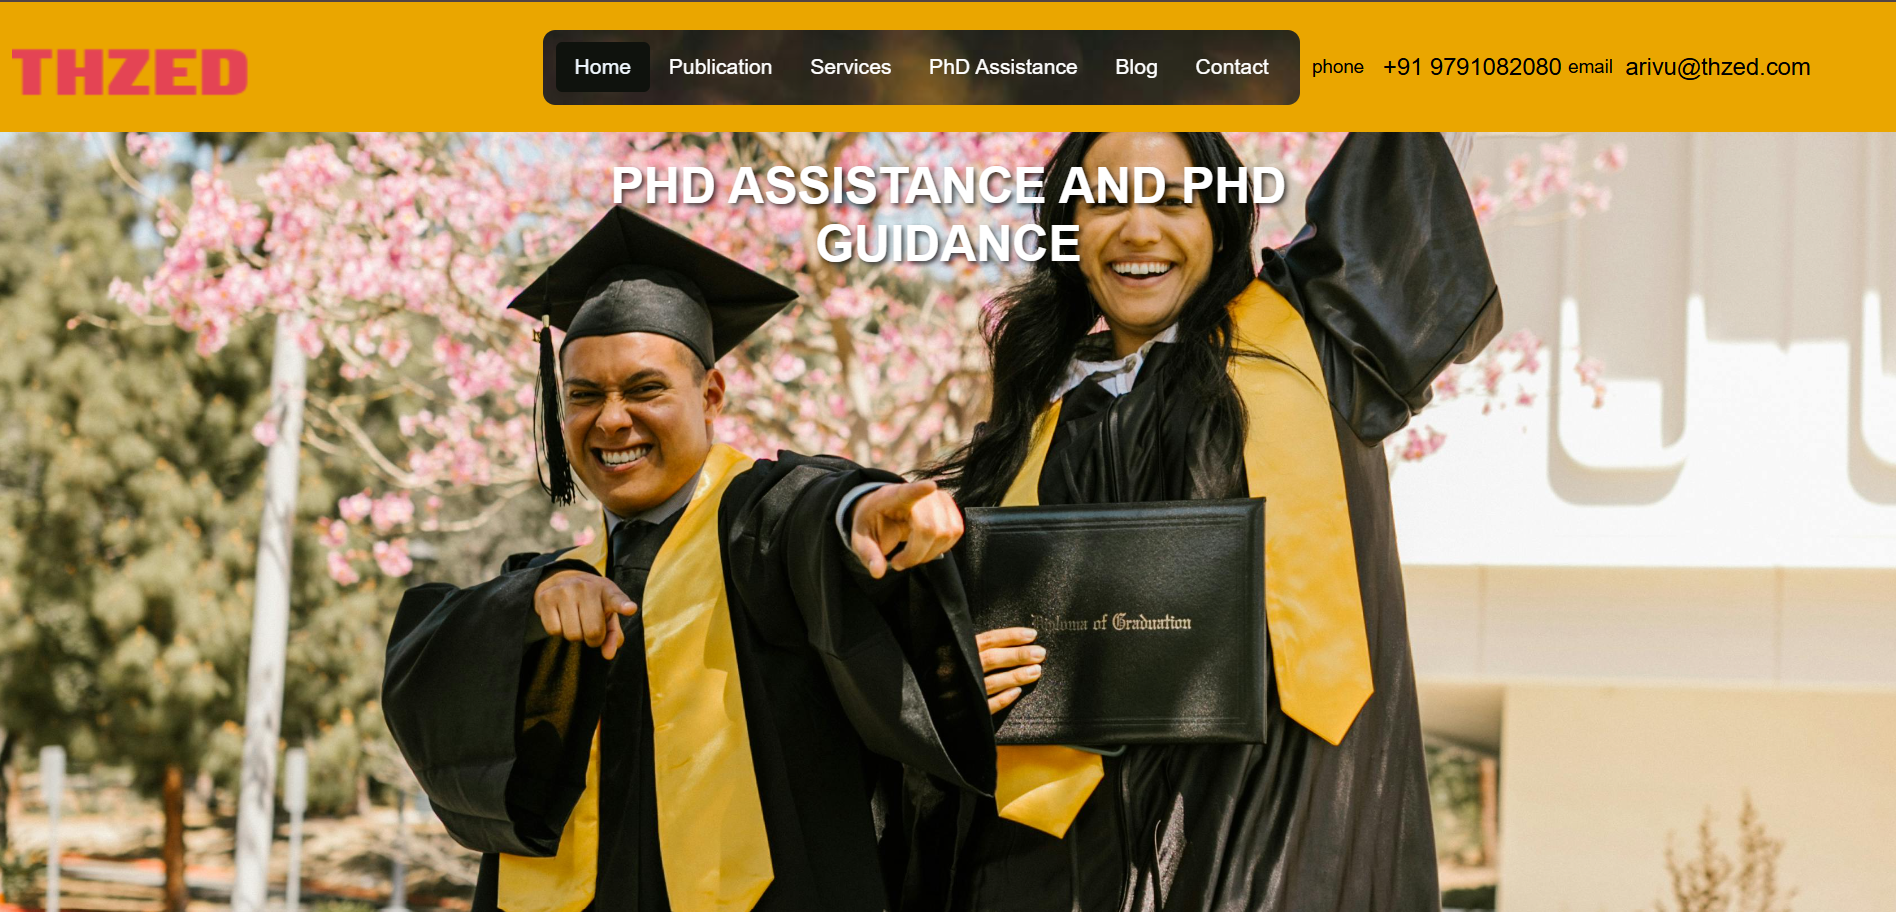 THZED
Home Publication Services PhD Assistance Blog Contact phone +91 9791082080 email arivu@thzed.com
PHD ASSISTANCE AND PHD
GUIDANCE
Diploma of Graduation